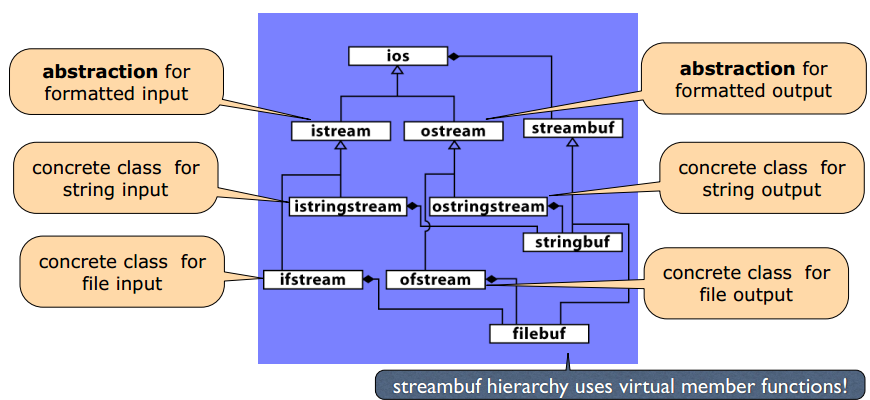 ios
abstraction for
formatted input
abstraction for
formatted output
istream
ostream
streambuf
concrete class for
string input
concrete class for
string output
istringstream
ostringstream
stringbuf
concrete class for
file input
concrete class for
file output
ifstream
ofstream
filebuf
streambuf hierarchy uses virtual member functions!